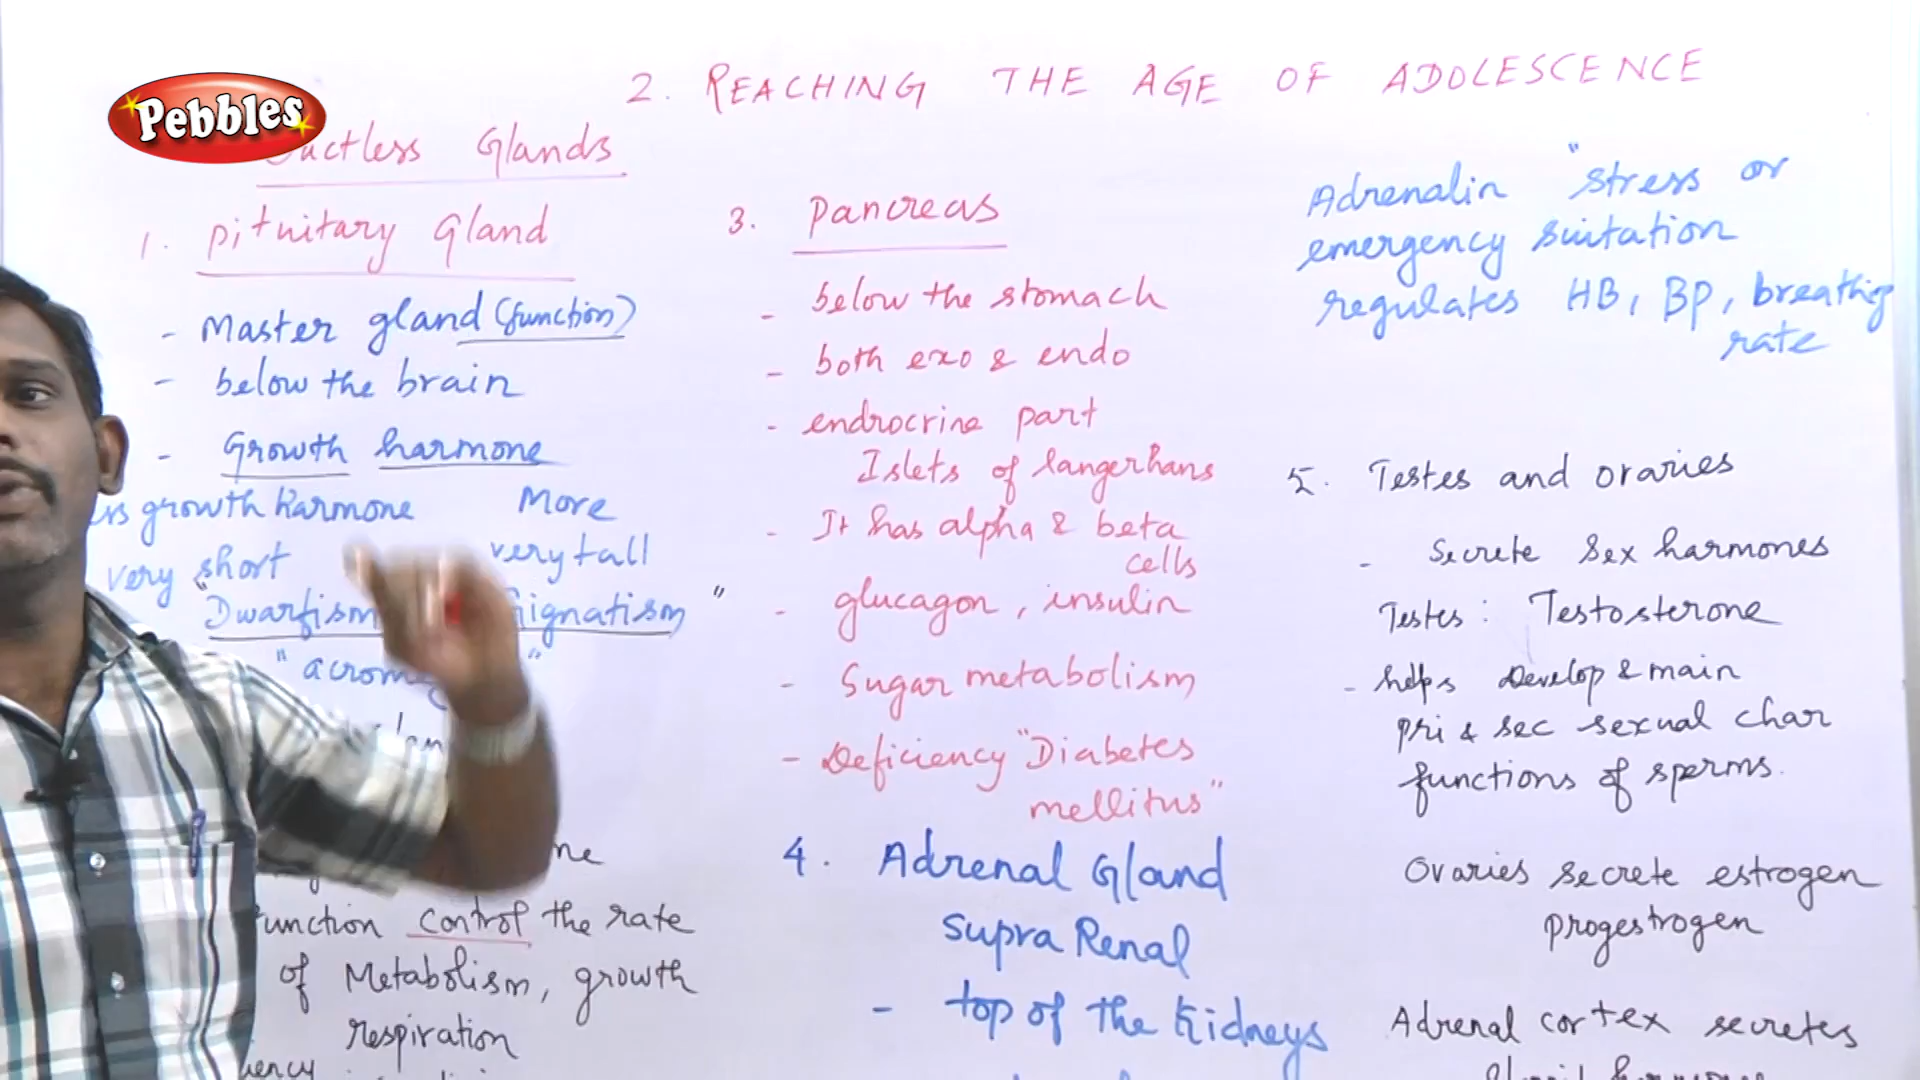 2. REACHING THE AGE OF ADOLESCENCE
Pebbles
Glands
1. Pituitary Gland
- Master gland (function)
- below the brain
- Growth harmone
growth harmone
very short
"Dwarfism
More
very tall
"
"
"
control the rate
of Metabolism, growth
respiration
3. Pancreas
- below the stomach
- both exo & endo
- endrocrine part
Islets of langerhans
- It has alpha & beta
cells
- glucagon, insulin
- Sugar metabolism
- Deficiency "Diabetes
mellitus"
4. Adrenal Gland
Supra Renal
- top of the Kidneys
Adrenalin "stress or
emergency suitation
regulates HB, BP, breathing
rate
5. Testes and ovaries
- Secrete Sex harmones
Testes: Testosterone
- helps Develop & main
pri & sec sexual char
functions of sperms.
Ovaries secrete estrogen
progestrogen
Adrenal cortex secretes